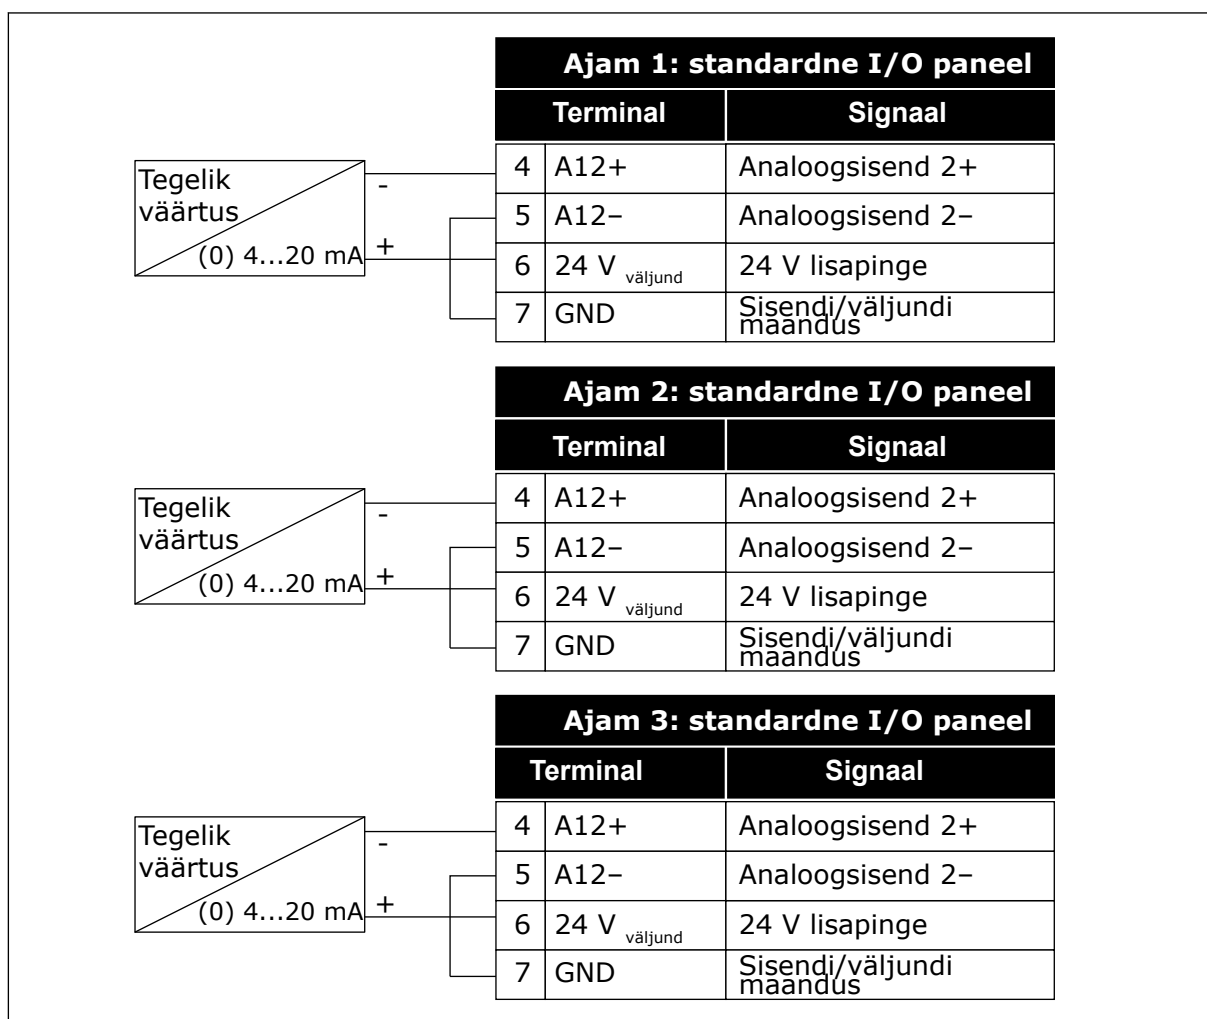 Ajam 1: standardne I/O paneel
Terminal Signaal
Tegelik
väärtus
(0) 4...20 mA
-
+
4 A12+ Analoogsisend 2+
5 A12– Analoogsisend 2–
6 24 V väljund 24 V lisapinge
7 GND Sisendi/väljundi
maandus
Ajam 2: standardne I/O paneel
Terminal Signaal
Tegelik
väärtus
(0) 4...20 mA
-
+
4 A12+ Analoogsisend 2+
5 A12– Analoogsisend 2–
6 24 V väljund 24 V lisapinge
7 GND Sisendi/väljundi
maandus
Ajam 3: standardne I/O paneel
Terminal Signaal
Tegelik
väärtus
(0) 4...20 mA
-
+
4 A12+ Analoogsisend 2+
5 A12– Analoogsisend 2–
6 24 V väljund 24 V lisapinge
7 GND Sisendi/väljundi
maandus